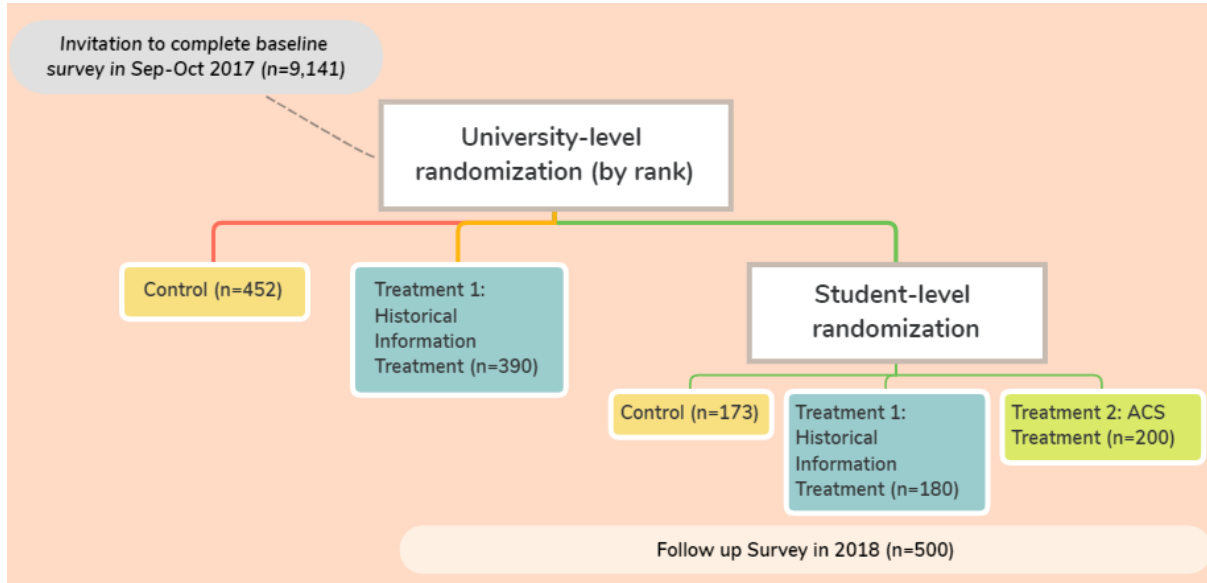 Invitation to complete baseline
survey in Sep-Oct 2017 (n=9,141)
University-level
randomization (by rank)
Control (n=452)
Treatment 1:
Historical
Information
Treatment (n=390)
Student-level
randomization
Control (n=173)
Treatment 1:
Historical
Information
Treatment (n=180)
Treatment 2: ACS
Treatment (n=200)
Follow up Survey in 2018 (n=500)